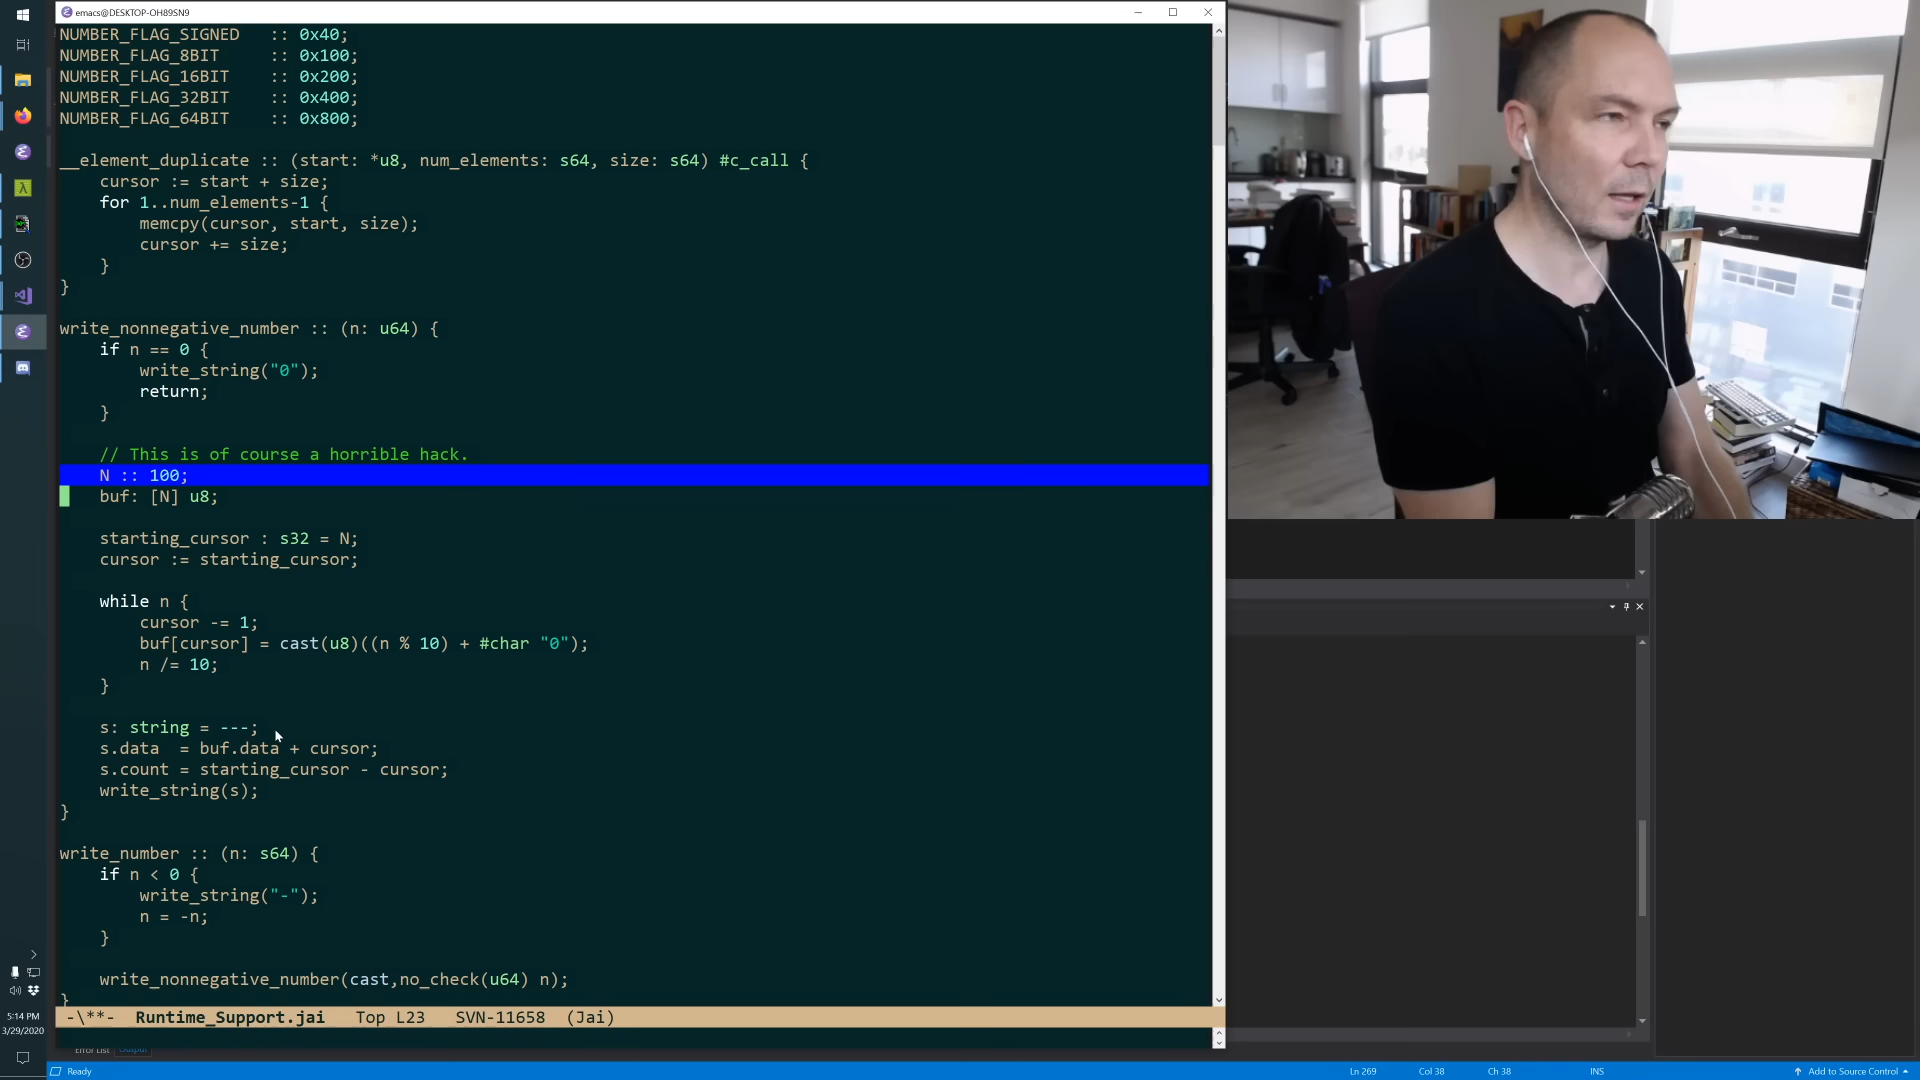 emacs@DESKTOP-OH89SN9
NUMBER_FLAG_SIGNED   :: 0x40;
NUMBER_FLAG_8BIT     :: 0x100;
NUMBER_FLAG_16BIT    :: 0x200;
NUMBER_FLAG_32BIT    :: 0x400;
NUMBER_FLAG_64BIT    :: 0x800;
__element_duplicate :: (start: *u8, num_elements: s64, size: s64) #c_call {
    cursor := start + size;
    for 1..num_elements-1 {
        memcpy(cursor, start, size);
        cursor += size;
    }
}
write_nonnegative_number :: (n: u64) {
    if n == 0 {
        write_string("0");
        return;
    }
    // This is of course a horrible hack.
    N :: 100;
    buf: [N] u8;
    starting_cursor : s32 = N;
    cursor := starting_cursor;
    while n {
        cursor -= 1;
        buf[cursor] = cast(u8)((n % 10) + #char "0");
        n /= 10;
    }
    s: string = ---;
    s.data  = buf.data + cursor;
    s.count = starting_cursor - cursor;
    write_string(s);
}
write_number :: (n: s64) {
    if n < 0 {
        write_string("-");
        n = -n;
    }
    write_nonnegative_number(cast,no_check(u64) n);
}
-\**-  Runtime_Support.jai   Top L23   SVN-11658  (Jai)
Error List Output
5:14 PM
3/29/2020
Ready Ln 269 Col 38 Ch 38 INS Add to Source Control